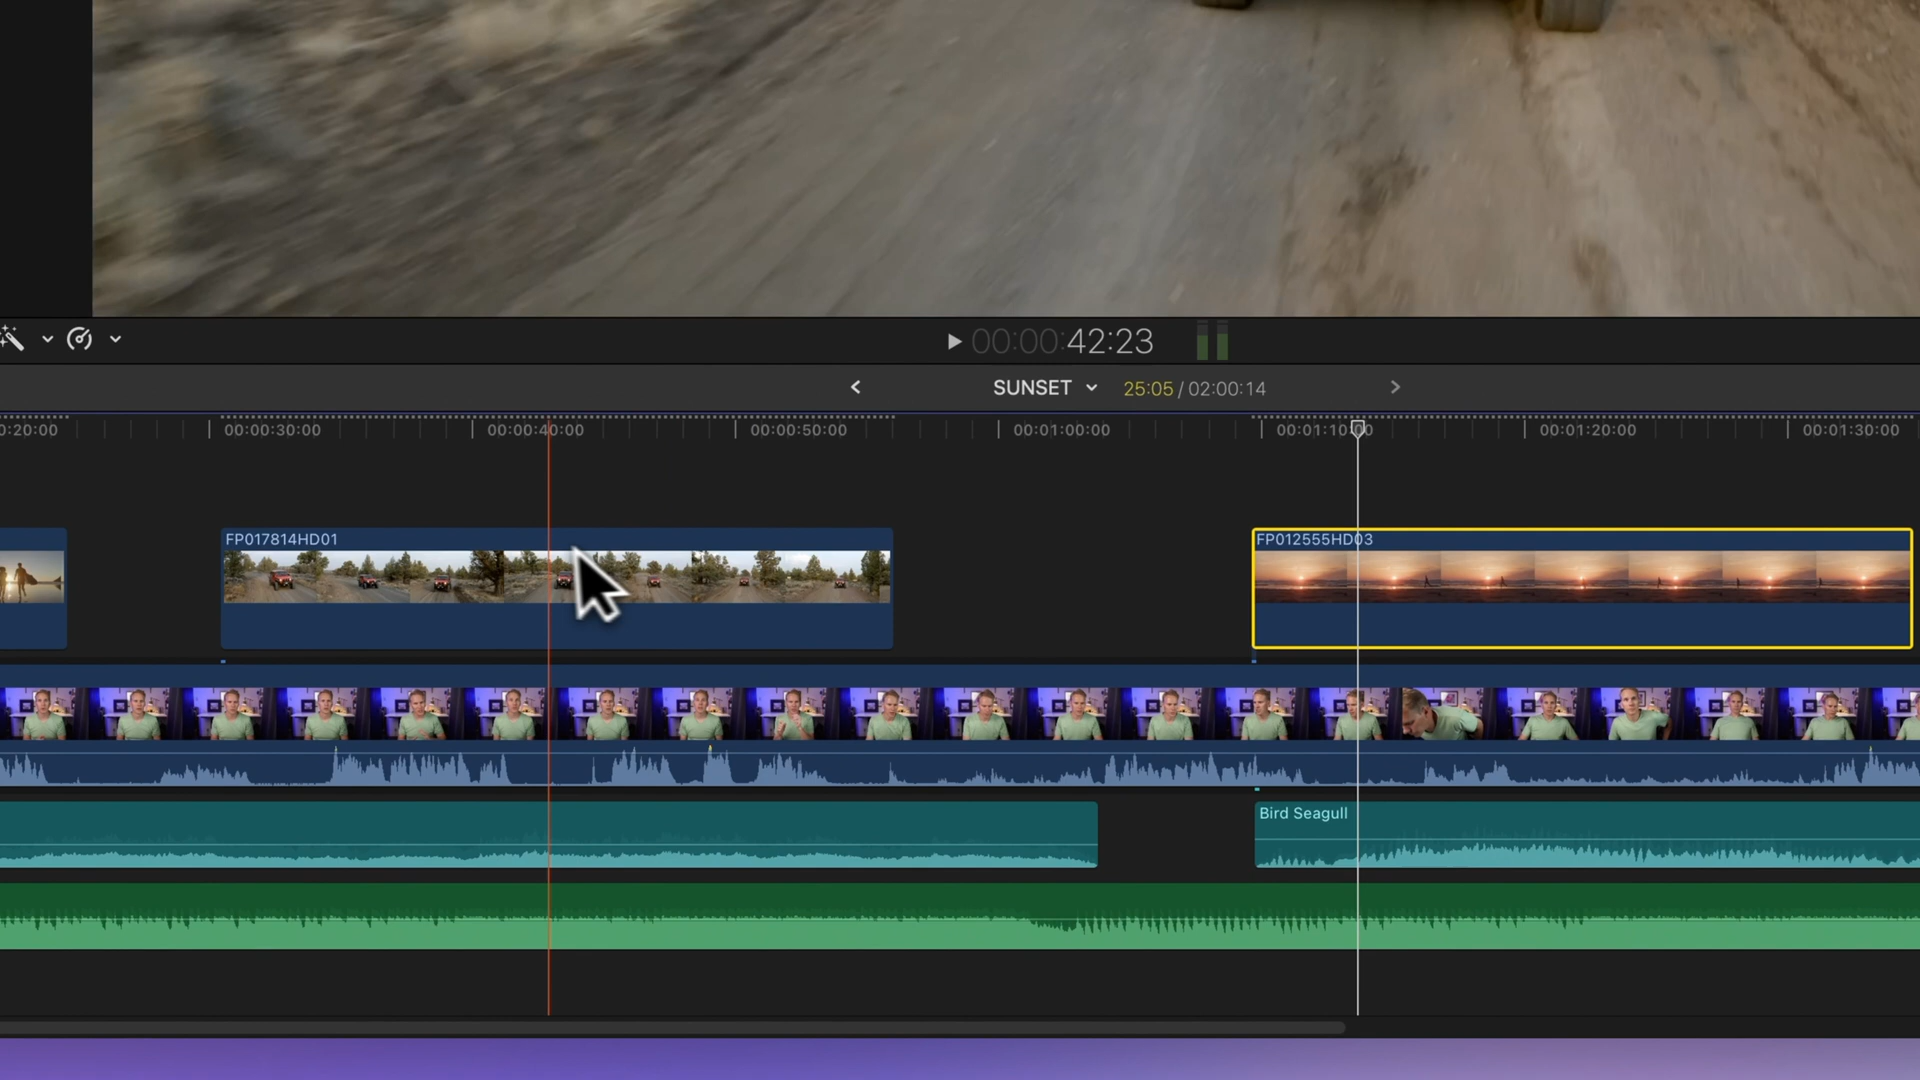 00:00:42:23
SUNSET 25:05 / 02:00:14
0:20:00 00:00:30:00 00:00:40:00 00:00:50:00 00:01:00:00 00:01:10:00 00:01:20:00 00:01:30:00
FP017814HD01 FP012555HD03
Bird Seagull